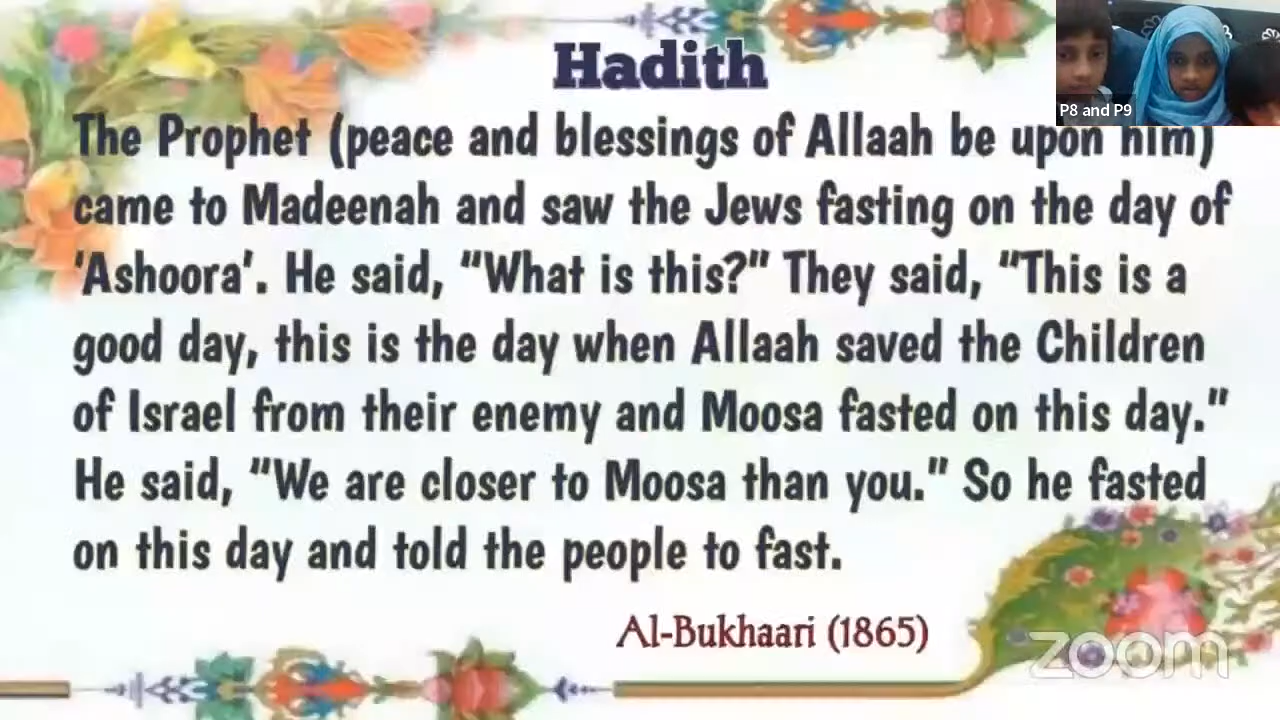 Hadith
P8 and P9
The Prophet (peace and blessings of Allaah be upon him)
came to Madeenah and saw the Jews fasting on the day of
‘Ashoora’. He said, “What is this?” They said, “This is a
good day, this is the day when Allaah saved the Children
of Israel from their enemy and Moosa fasted on this day.”
He said, “We are closer to Moosa than you.” So he fasted
on this day and told the people to fast.
Al-Bukhaari (1865)
zoom